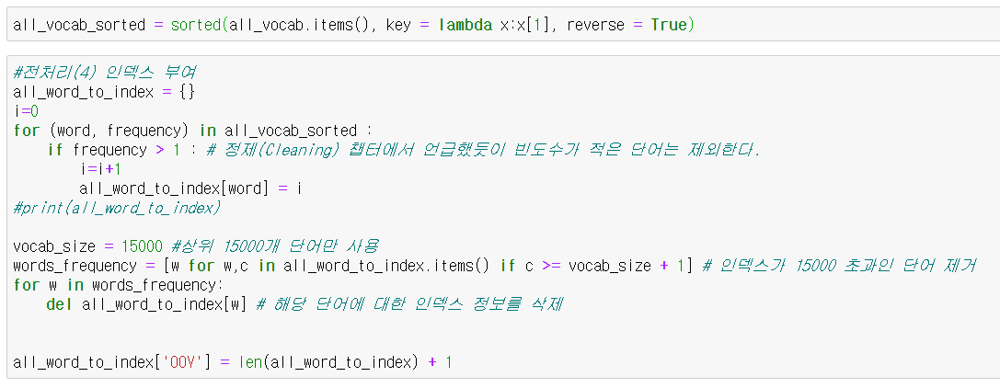 all_vocab_sorted = sorted(all_vocab.items(), key = lambda x:x[1], reverse = True)
#전처리(4) 인덱스 부여
all_word_to_index = {}
i=0
for (word, frequency) in all_vocab_sorted :
    if frequency > 1 : # 정제(Cleaning) 챕터에서 언급했듯이 빈도수가 적은 단어는 제외한다.
        i=i+1
        all_word_to_index[word] = i
#print(all_word_to_index)
vocab_size = 15000 #상위 15000개 단어만 사용
words_frequency = [w for w,c in all_word_to_index.items() if c >= vocab_size + 1] # 인덱스가 15000 초과인 단어 제거
for w in words_frequency:
    del all_word_to_index[w] # 해당 단어에 대한 인덱스 정보를 삭제
all_word_to_index['OOV'] = len(all_word_to_index) + 1